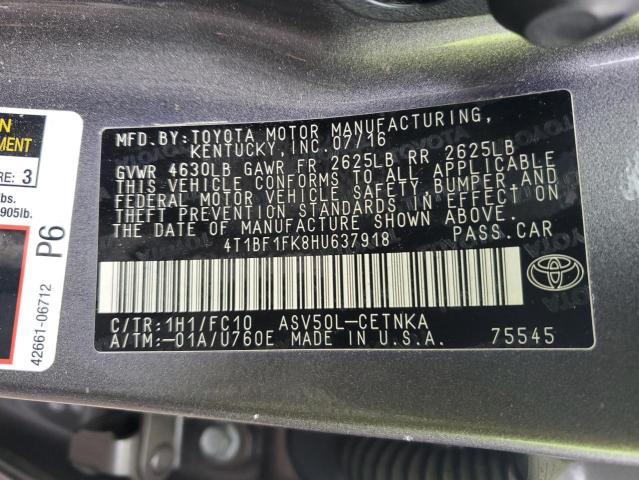 MFD.BY:TOYOTA MOTOR MANUFACTURING,
KENTUCKY, INC. 07/16
GVWR 4630LB GAWR FR 2625LB RR 2625LB
THIS VEHICLE CONFORMS TO ALL APPLICABLE
FEDERAL MOTOR VEHICLE SAFETY, BUMPER, AND
THEFT PREVENTION STANDARDS IN EFFECT ON
THE DATE OF MANUFACTURE SHOWN ABOVE.
4T1BF1FK8HU637918 PASS.CAR
C/TR:1H1/FC10 ASV50L-CETNKA
A/TM:-01A/U760E MADE IN U.S.A. 75545
3
905lb.
P6
42661-06712